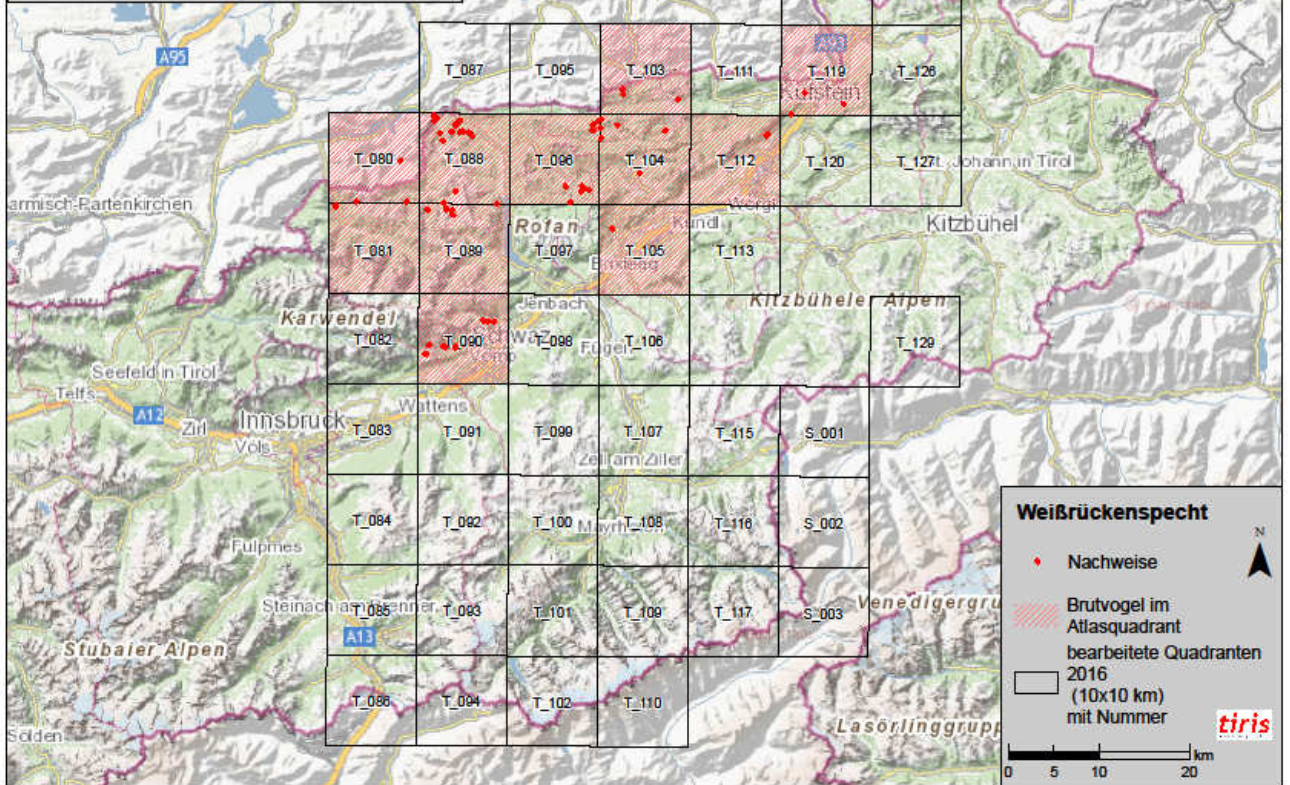 A95
A93
T_087
T_095
T_103
T_111
T_119
T_126
Kufstein
T_080
T_088
T_096
T_104
T_112
T_120
T_127
t. Johann in Tirol
armisch-Partenkirchen
Wörgl
Kundl
Kitzbühel
Rofan
T_081
T_089
T_097
T_105
T_113
Brixlegg
Jenbach
Kitzbüheler Alpen
Karwendel
Schwaz
T_082
T_090
T_098
T_106
T_129
Fügen
Vomp
Seefeld in Tirol
Telfs
A12
Wattens
Innsbruck
Zirl
Völs
T_083
T_091
T_099
T_107
T_115
S_001
Zell am Ziller
T_084
T_092
T_100
T_108
T_116
S_002
Mayrhofen
Fulpmes
Steinach am Brenner
T_085
T_093
T_101
T_109
T_117
S_003
Venedigergru
A13
Stubaier Alpen
T_086
T_094
T_102
T_110
Lasörlinggrupp
Sölden
Weißrückenspecht
N
Nachweise
Brutvogel im
Atlasquadrant
bearbeitete Quadranten
2016
(10x10 km)
mit Nummer
tiris
km
0 5 10 20